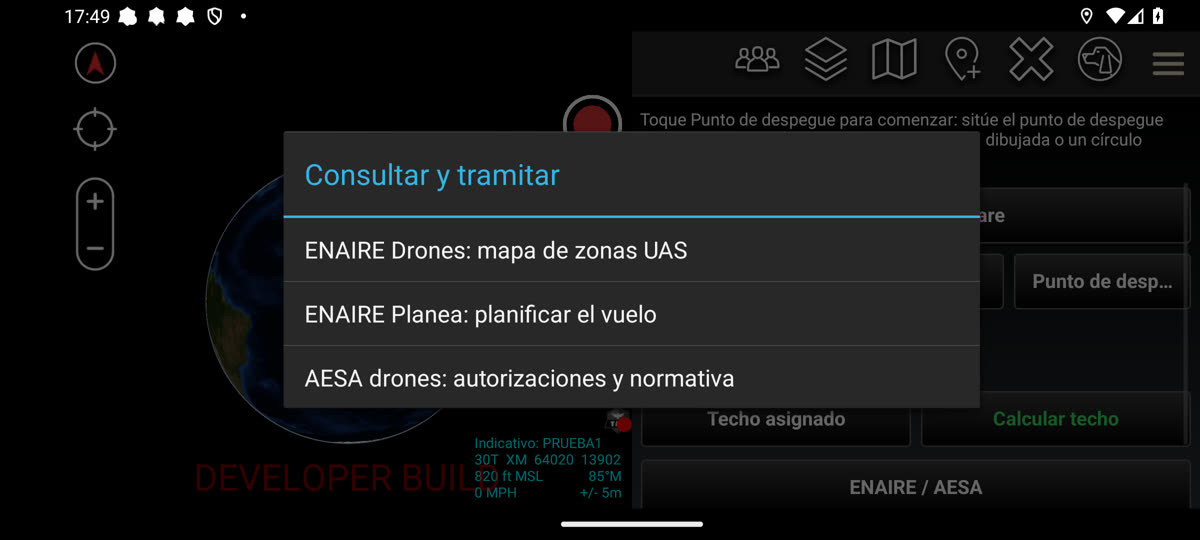 17:49
Toque Punto de despegue para comenzar: sitúe el punto de despegue
dibujada o un círculo
Consultar y tramitar
ENAIRE Drones: mapa de zonas UAS
ENAIRE Planea: planificar el vuelo
AESA drones: autorizaciones y normativa
Punto de desp...
Techo asignado
Calcular techo
ENAIRE / AESA
Indicativo: PRUEBA1
30T XM 64020 13902
820 ft MSL 85°M
0 MPH +/- 5m
DEVELOPER BUILD